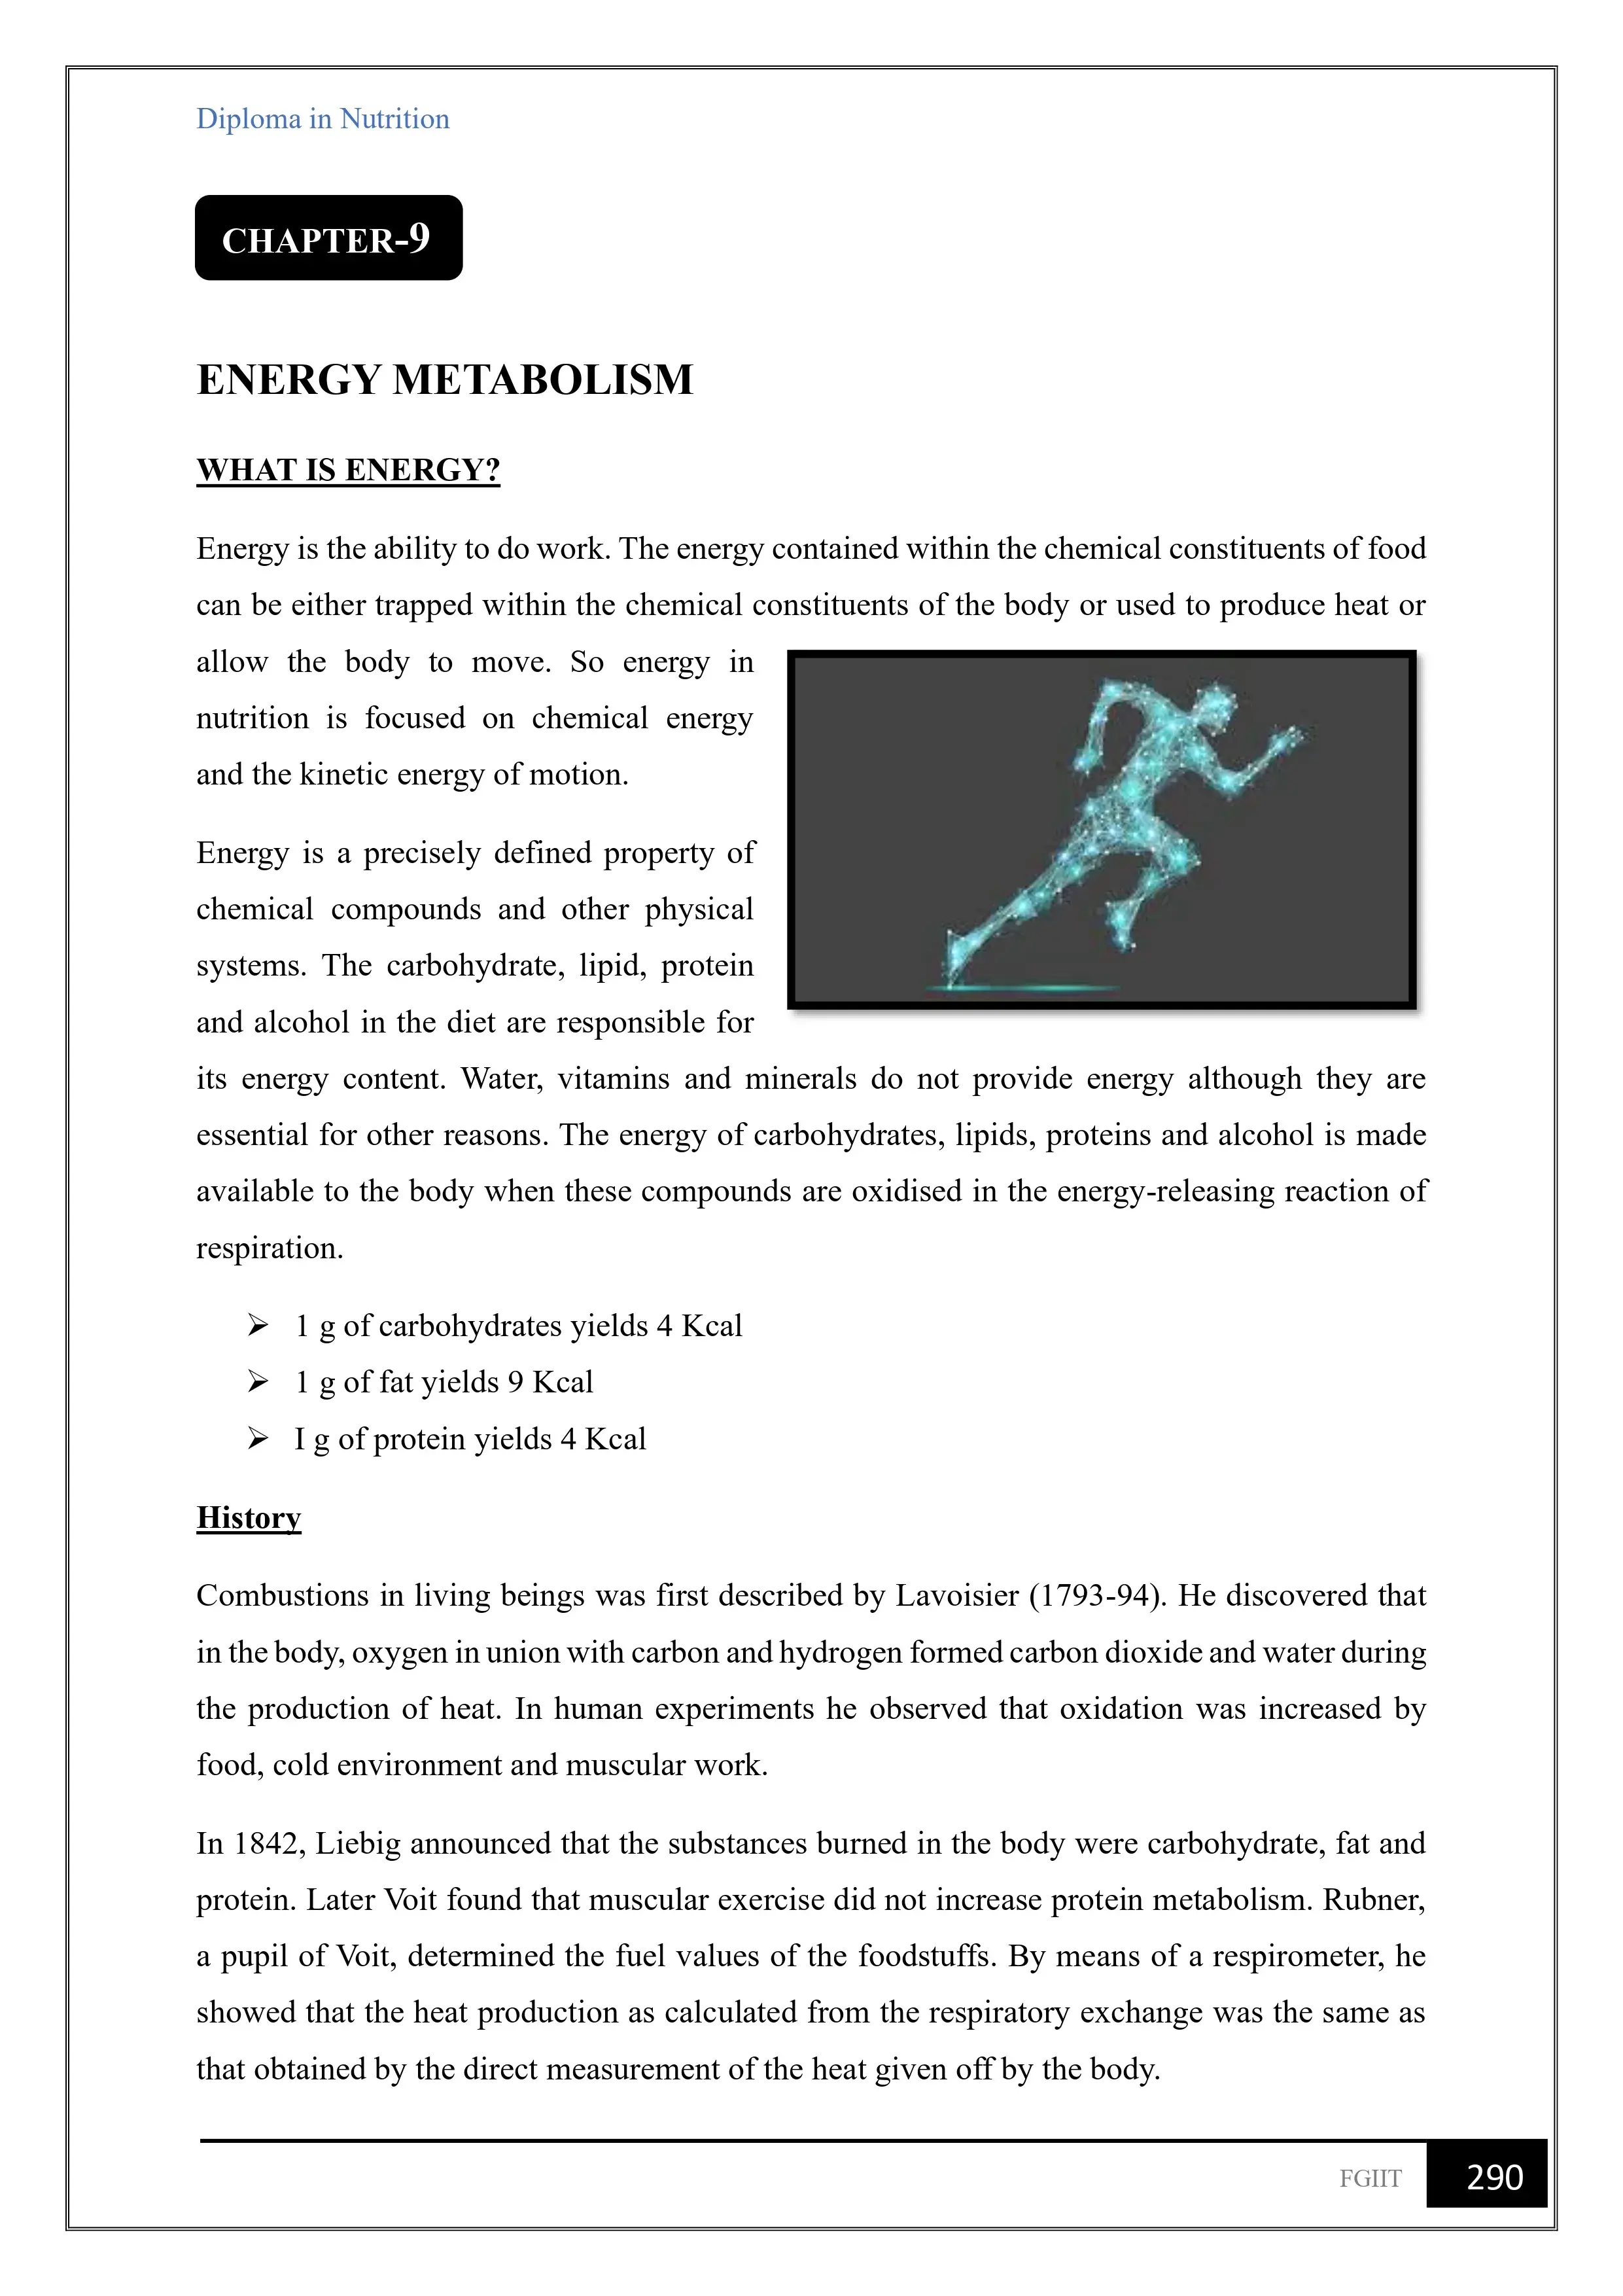 Diploma in Nutrition
CHAPTER-9
ENERGY METABOLISM
WHAT IS ENERGY?
Energy is the ability to do work. The energy contained within the chemical constituents of food
can be either trapped within the chemical constituents of the body or used to produce heat or
allow the body to move. So energy in
nutrition is focused on chemical energy
and the kinetic energy of motion.
Energy is a precisely defined property of
chemical compounds and other physical
systems. The carbohydrate, lipid, protein
and alcohol in the diet are responsible for
its energy content. Water, vitamins and minerals do not provide energy although they are
essential for other reasons. The energy of carbohydrates, lipids, proteins and alcohol is made
available to the body when these compounds are oxidised in the energy-releasing reaction of
respiration.
➢ 1 g of carbohydrates yields 4 Kcal
➢ 1 g of fat yields 9 Kcal
➢ I g of protein yields 4 Kcal
History
Combustions in living beings was first described by Lavoisier (1793-94). He discovered that
in the body, oxygen in union with carbon and hydrogen formed carbon dioxide and water during
the production of heat. In human experiments he observed that oxidation was increased by
food, cold environment and muscular work.
In 1842, Liebig announced that the substances burned in the body were carbohydrate, fat and
protein. Later Voit found that muscular exercise did not increase protein metabolism. Rubner,
a pupil of Voit, determined the fuel values of the foodstuffs. By means of a respirometer, he
showed that the heat production as calculated from the respiratory exchange was the same as
that obtained by the direct measurement of the heat given off by the body.
FGIIT 290